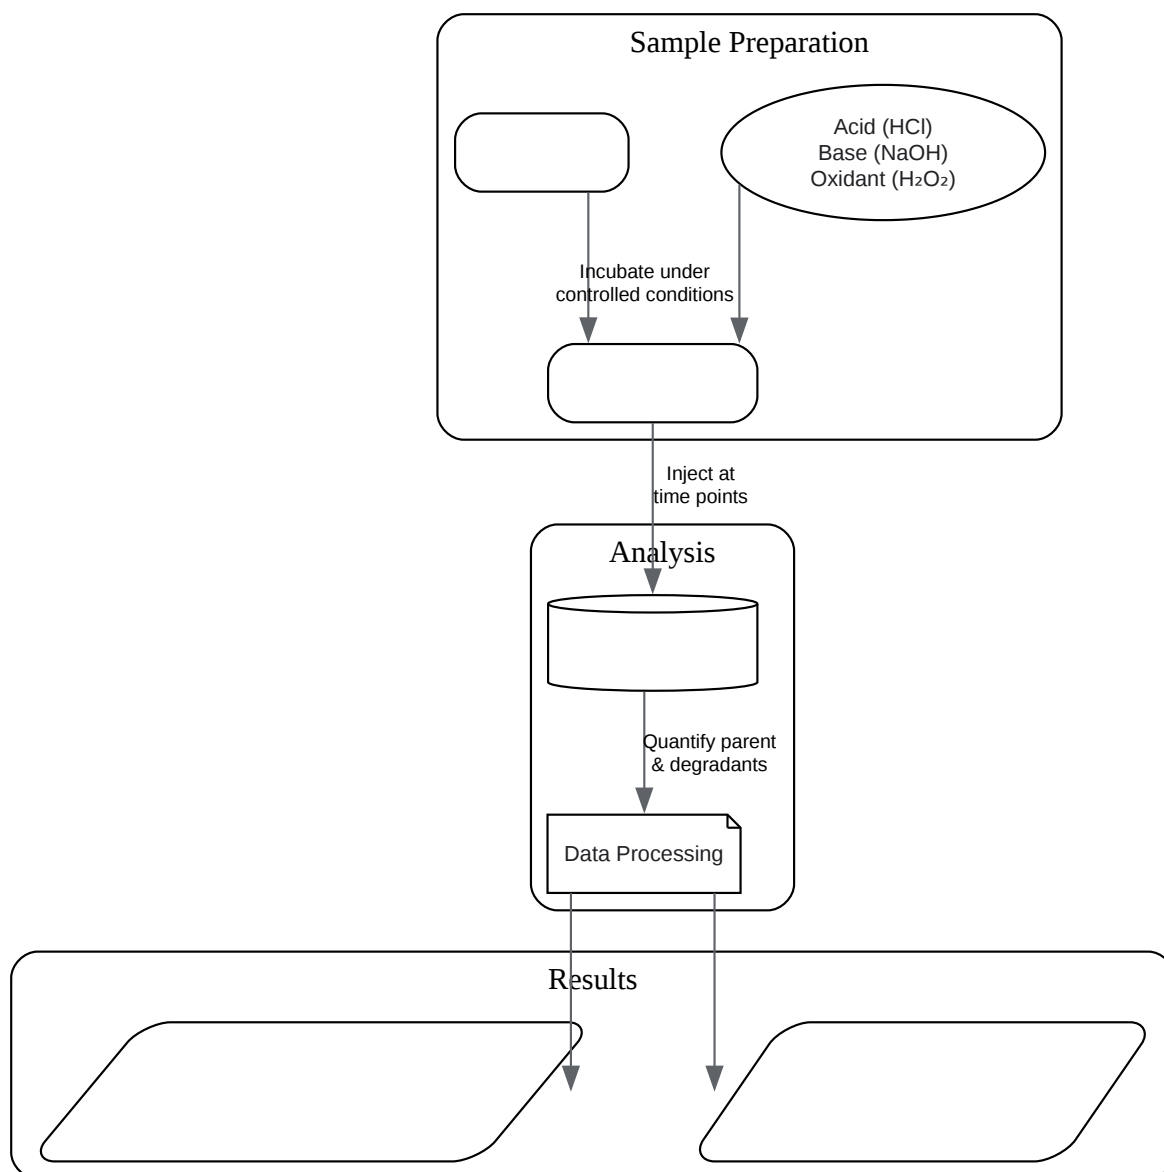 Sample Preparation
Acid (HCl)
Base (NaOH)
Oxidant (H₂O₂)
Incubate under
controlled conditions
Inject at
time points
Analysis
Quantify parent
& degradants
Data Processing
Results